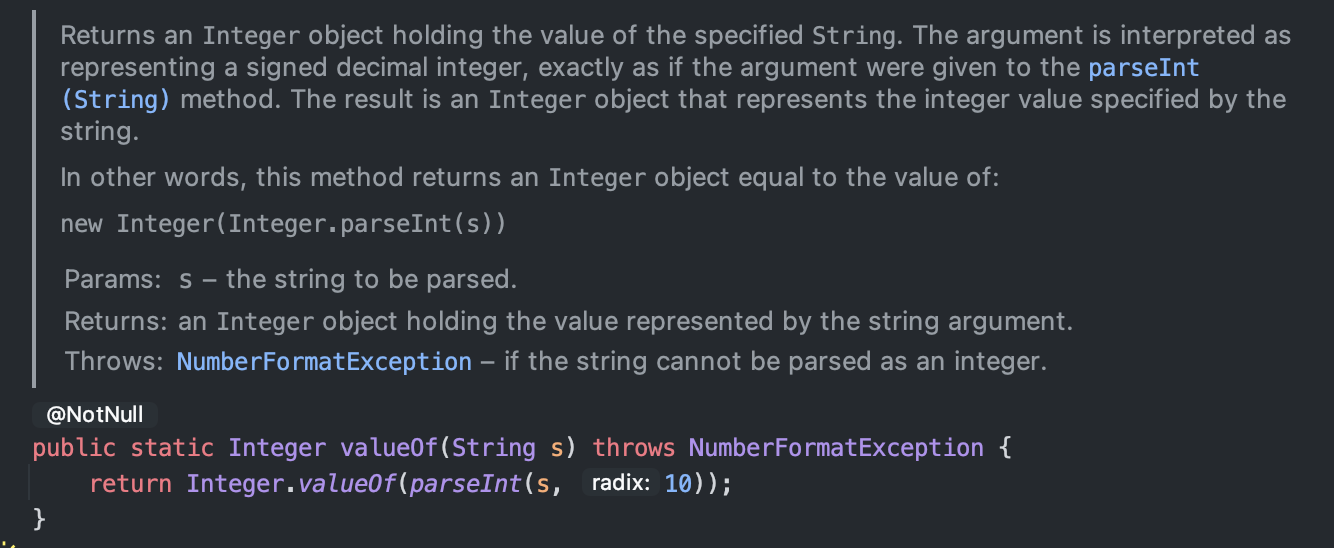 Returns an Integer object holding the value of the specified String. The argument is interpreted as
representing a signed decimal integer, exactly as if the argument were given to the parseInt
(String) method. The result is an Integer object that represents the integer value specified by the
string.
In other words, this method returns an Integer object equal to the value of:
new Integer(Integer.parseInt(s))
Params: s – the string to be parsed.
Returns: an Integer object holding the value represented by the string argument.
Throws: NumberFormatException – if the string cannot be parsed as an integer.
@NotNull
public static Integer valueOf(String s) throws NumberFormatException {
    return Integer.valueOf(parseInt(s, radix: 10));
}